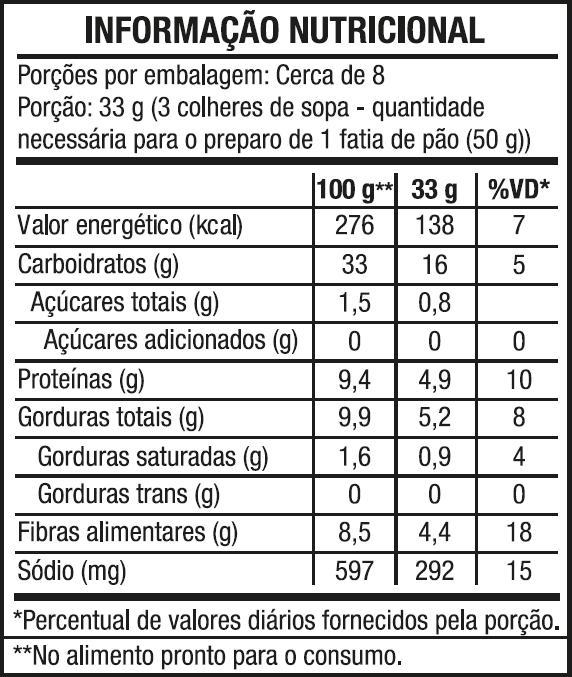 INFORMAÇÃO NUTRICIONAL
Porções por embalagem: Cerca de 8
Porção: 33 g (3 colheres de sopa - quantidade
necessária para o preparo de 1 fatia de pão (50 g))
100 g** 33 g %VD*
Valor energético (kcal) 276 138 7
Carboidratos (g) 33 16 5
Açúcares totais (g) 1,5 0,8
Açúcares adicionados (g) 0 0 0
Proteínas (g) 9,4 4,9 10
Gorduras totais (g) 9,9 5,2 8
Gorduras saturadas (g) 1,6 0,9 4
Gorduras trans (g) 0 0 0
Fibras alimentares (g) 8,5 4,4 18
Sódio (mg) 597 292 15
*Percentual de valores diários fornecidos pela porção.
**No alimento pronto para o consumo.